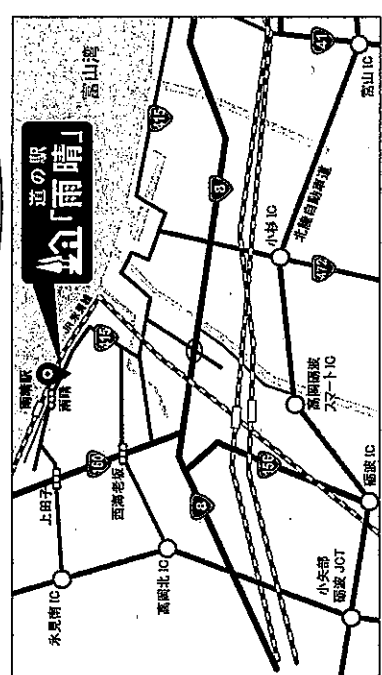 富山湾
道の駅
「雨晴」
雨晴駅
雨晴
JR氷見線
415
415
8
41
富山IC
北陸自動車道
小杉IC
472
高岡砺波
スマートIC
156
砺波IC
160
上田子
西海老坂
8
氷見南IC
高岡北IC
小矢部
砺波JCT